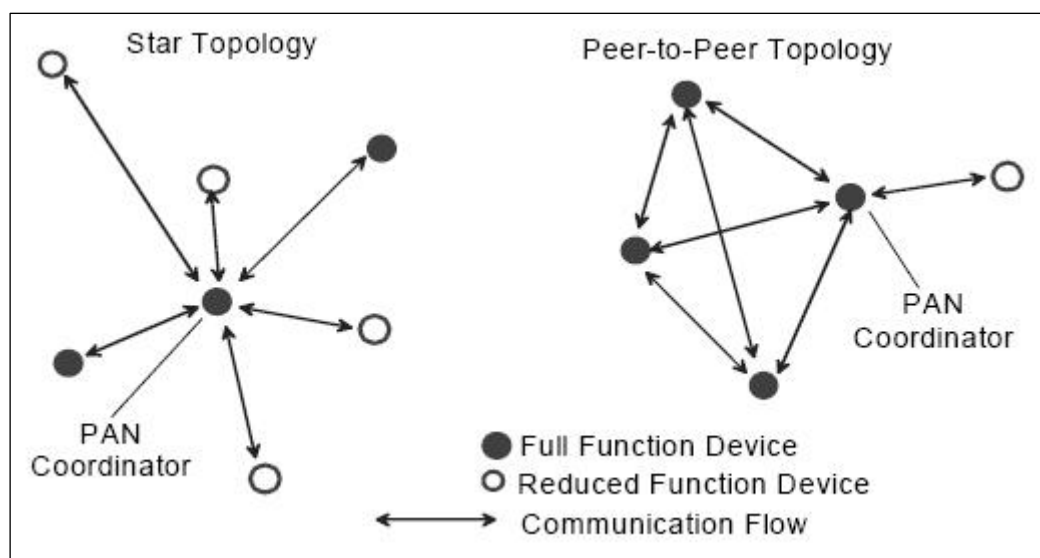 Star Topology
PAN
Coordinator
Peer-to-Peer Topology
PAN
Coordinator
Full Function Device
Reduced Function Device
Communication Flow